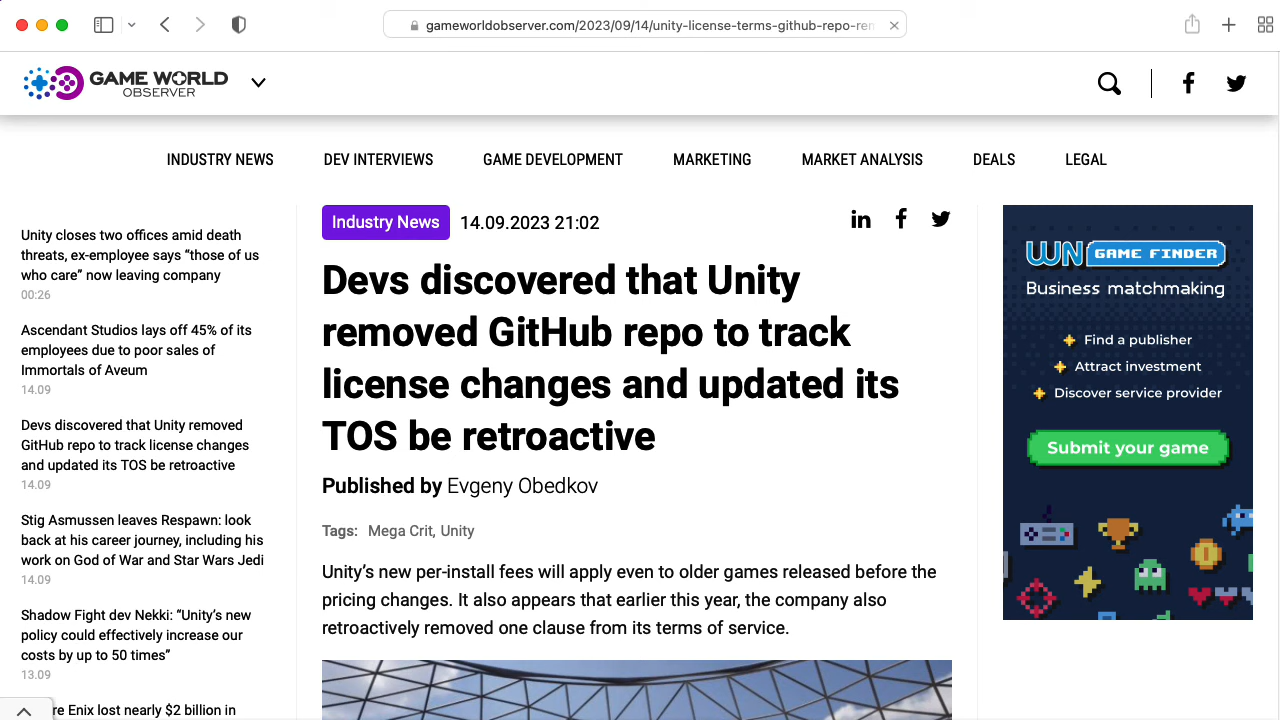 gameworldobserver.com/2023/09/14/unity-license-terms-github-repo-rem
GAME WORLD
OBSERVER
INDUSTRY NEWS
DEV INTERVIEWS
GAME DEVELOPMENT
MARKETING
MARKET ANALYSIS
DEALS
LEGAL
Unity closes two offices amid death
threats, ex-employee says “those of us
who care” now leaving company
00:26
Ascendant Studios lays off 45% of its
employees due to poor sales of
Immortals of Aveum
14.09
Devs discovered that Unity removed
GitHub repo to track license changes
and updated its TOS be retroactive
14.09
Stig Asmussen leaves Respawn: look
back at his career journey, including his
work on God of War and Star Wars Jedi
14.09
Shadow Fight dev Nekki: “Unity’s new
policy could effectively increase our
costs by up to 50 times”
13.09
re Enix lost nearly $2 billion in
Industry News
14.09.2023 21:02
Devs discovered that Unity
removed GitHub repo to track
license changes and updated its
TOS be retroactive
Published by Evgeny Obedkov
Tags: Mega Crit, Unity
Unity’s new per-install fees will apply even to older games released before the
pricing changes. It also appears that earlier this year, the company also
retroactively removed one clause from its terms of service.
WN GAME FINDER
Business matchmaking
Find a publisher
Attract investment
Discover service provider
Submit your game